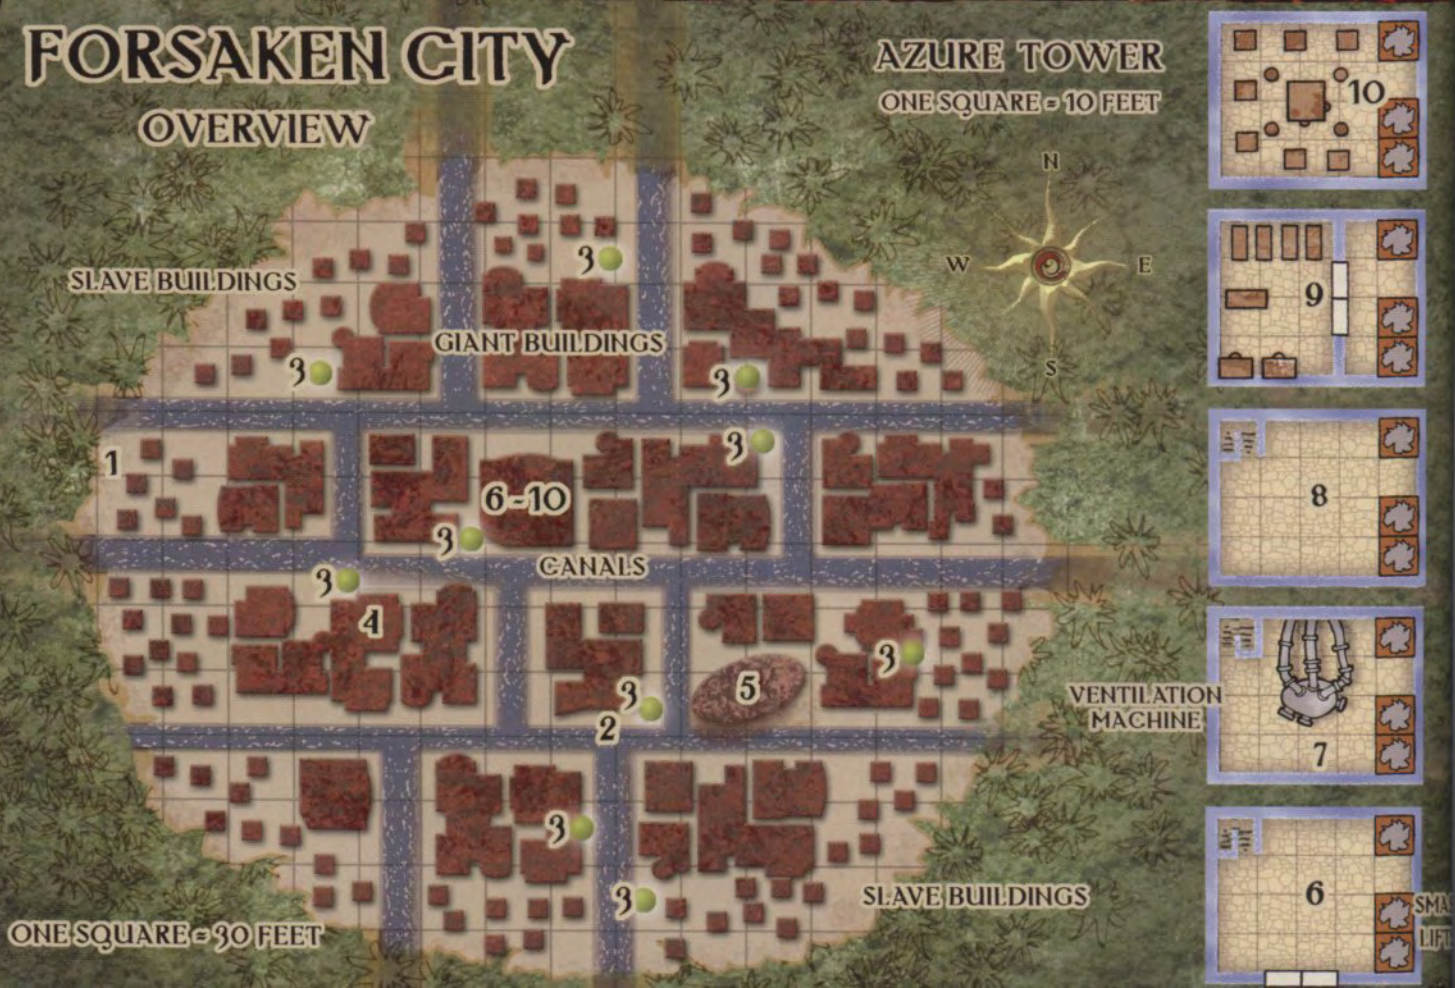 FORSAKEN CITY
OVERVIEW
AZURE TOWER
ONE SQUARE = 10 FEET
N
W
E
S
SLAVE BUILDINGS
GIANT BUILDINGS
3
3
3
3
1
6-10
3
CANALS
3
4
3
5
3
2
3
3
SLAVE BUILDINGS
ONE SQUARE = 30 FEET
10
9
8
VENTILATION
MACHINE
7
6